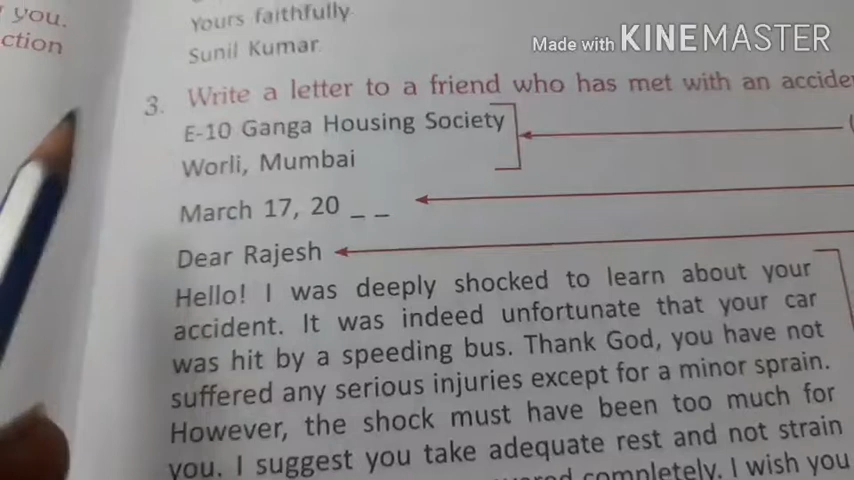 you.
ction
Yours faithfully
Sunil Kumar
Made with KINEMASTER
3. Write a letter to a friend who has met with an accide
E-10 Ganga Housing Society
Worli, Mumbai
March 17, 20 _ _
Dear Rajesh
Hello! I was deeply shocked to learn about your
accident. It was indeed unfortunate that your car
was hit by a speeding bus. Thank God, you have not
suffered any serious injuries except for a minor sprain.
However, the shock must have been too much for
you. I suggest you take adequate rest and not strain
completely. I wish you